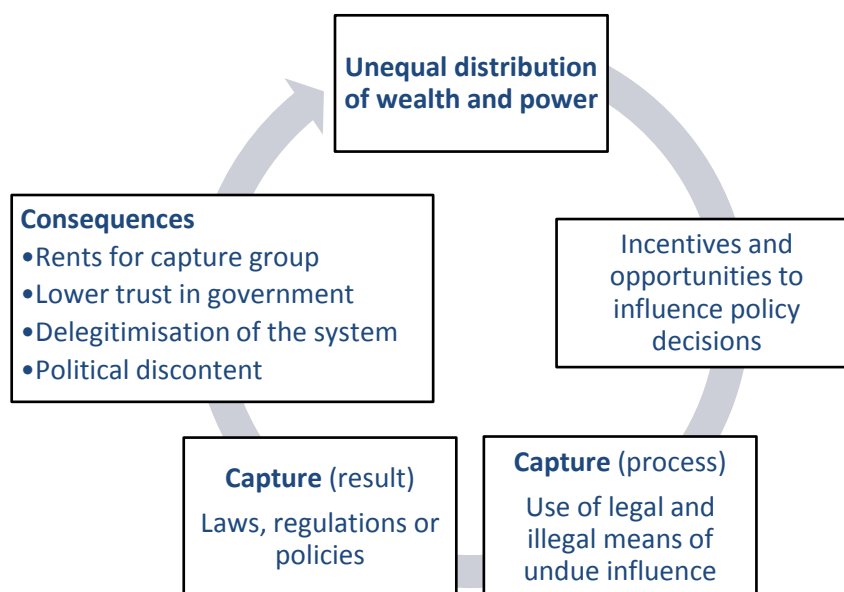 Unequal distribution
of wealth and power
Incentives and
opportunities to
influence policy
decisions
Capture (process)
Use of legal and
illegal means of
undue influence
Capture (result)
Laws, regulations or
policies
Consequences
•Rents for capture group
•Lower trust in government
•Delegitimisation of the system
•Political discontent